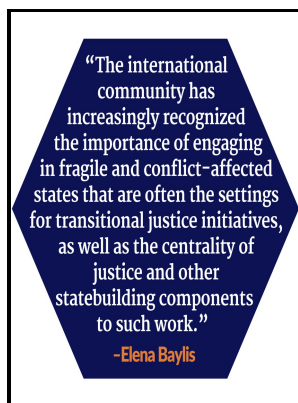 “The international
community has
increasingly recognized
the importance of engaging
in fragile and conflict-affected
states that are often the settings
for transitional justice initiatives,
as well as the centrality of
justice and other
statebuilding components
to such work.”
–Elena Baylis